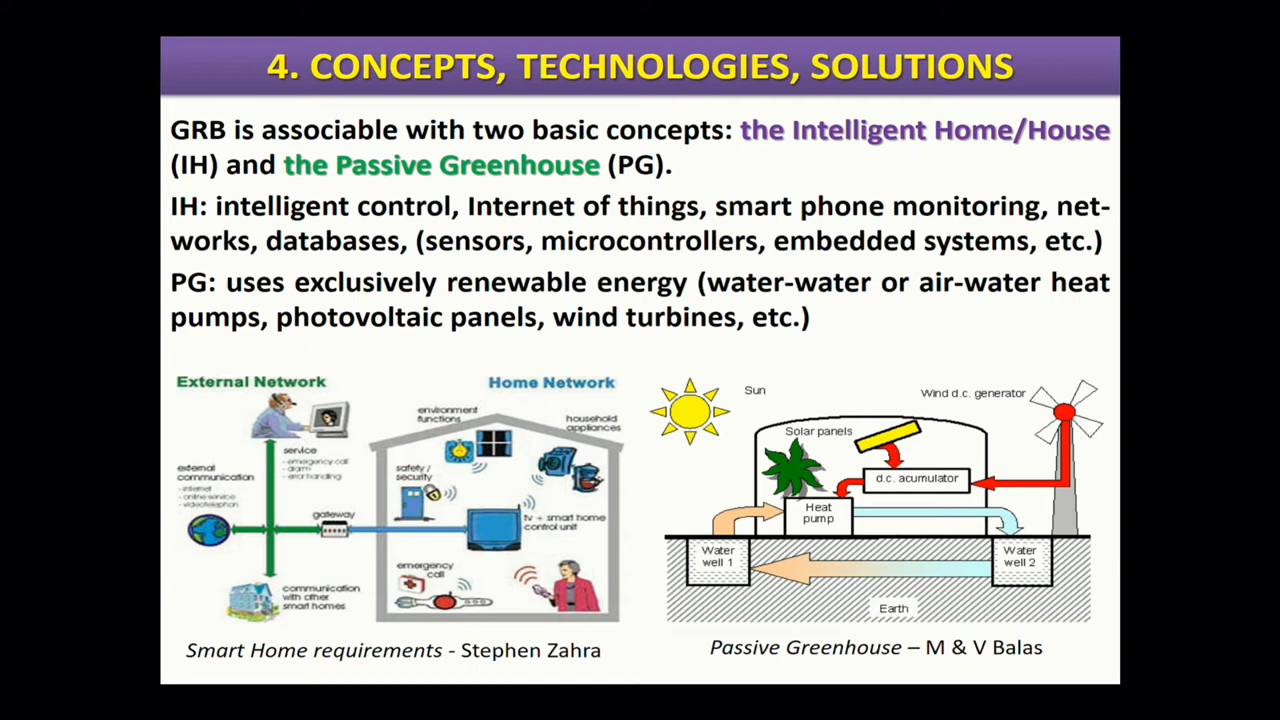 4. CONCEPTS, TECHNOLOGIES, SOLUTIONS
GRB is associable with two basic concepts: the Intelligent Home/House
(IH) and the Passive Greenhouse (PG).
IH: intelligent control, Internet of things, smart phone monitoring, net-
works, databases, (sensors, microcontrollers, embedded systems, etc.)
PG: uses exclusively renewable energy (water-water or air-water heat
pumps, photovoltaic panels, wind turbines, etc.)
External Network
Home Network
environment
functions
household
appliances
service
- emergency call
- alarm
- error handling
external
communication
- internet
- online service
- videotelephon
safety /
security
gateway
tv + smart home
control unit
emergency
call
communication
with other
smart homes
Smart Home requirements - Stephen Zahra
Sun
Wind d.c. generator
Solar panels
d.c. acumulator
Heat
pump
Water
well 1
Water
well 2
Earth
Passive Greenhouse – M & V Balas